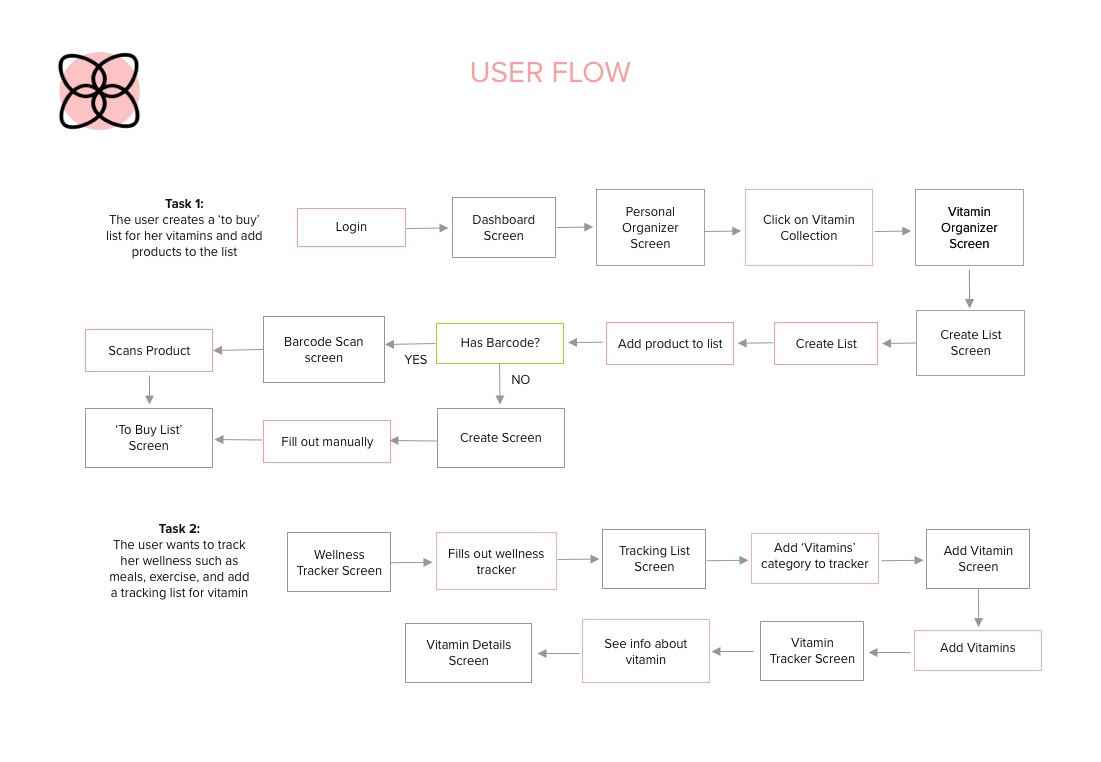 USER FLOW
Task 1:
The user creates a ‘to buy’
list for her vitamins and add
products to the list
Login
Dashboard
Screen
Personal
Organizer
Screen
Click on Vitamin
Collection
Vitamin
Organizer
Screen
Create List
Screen
Create List
Add product to list
Has Barcode?
YES
NO
Barcode Scan
screen
Scans Product
Create Screen
Fill out manually
‘To Buy List’
Screen
Task 2:
The user wants to track
her wellness such as
meals, exercise, and add
a tracking list for vitamin
Wellness
Tracker Screen
Fills out wellness
tracker
Tracking List
Screen
Add ‘Vitamins’
category to tracker
Add Vitamin
Screen
Add Vitamins
Vitamin
Tracker Screen
See info about
vitamin
Vitamin Details
Screen